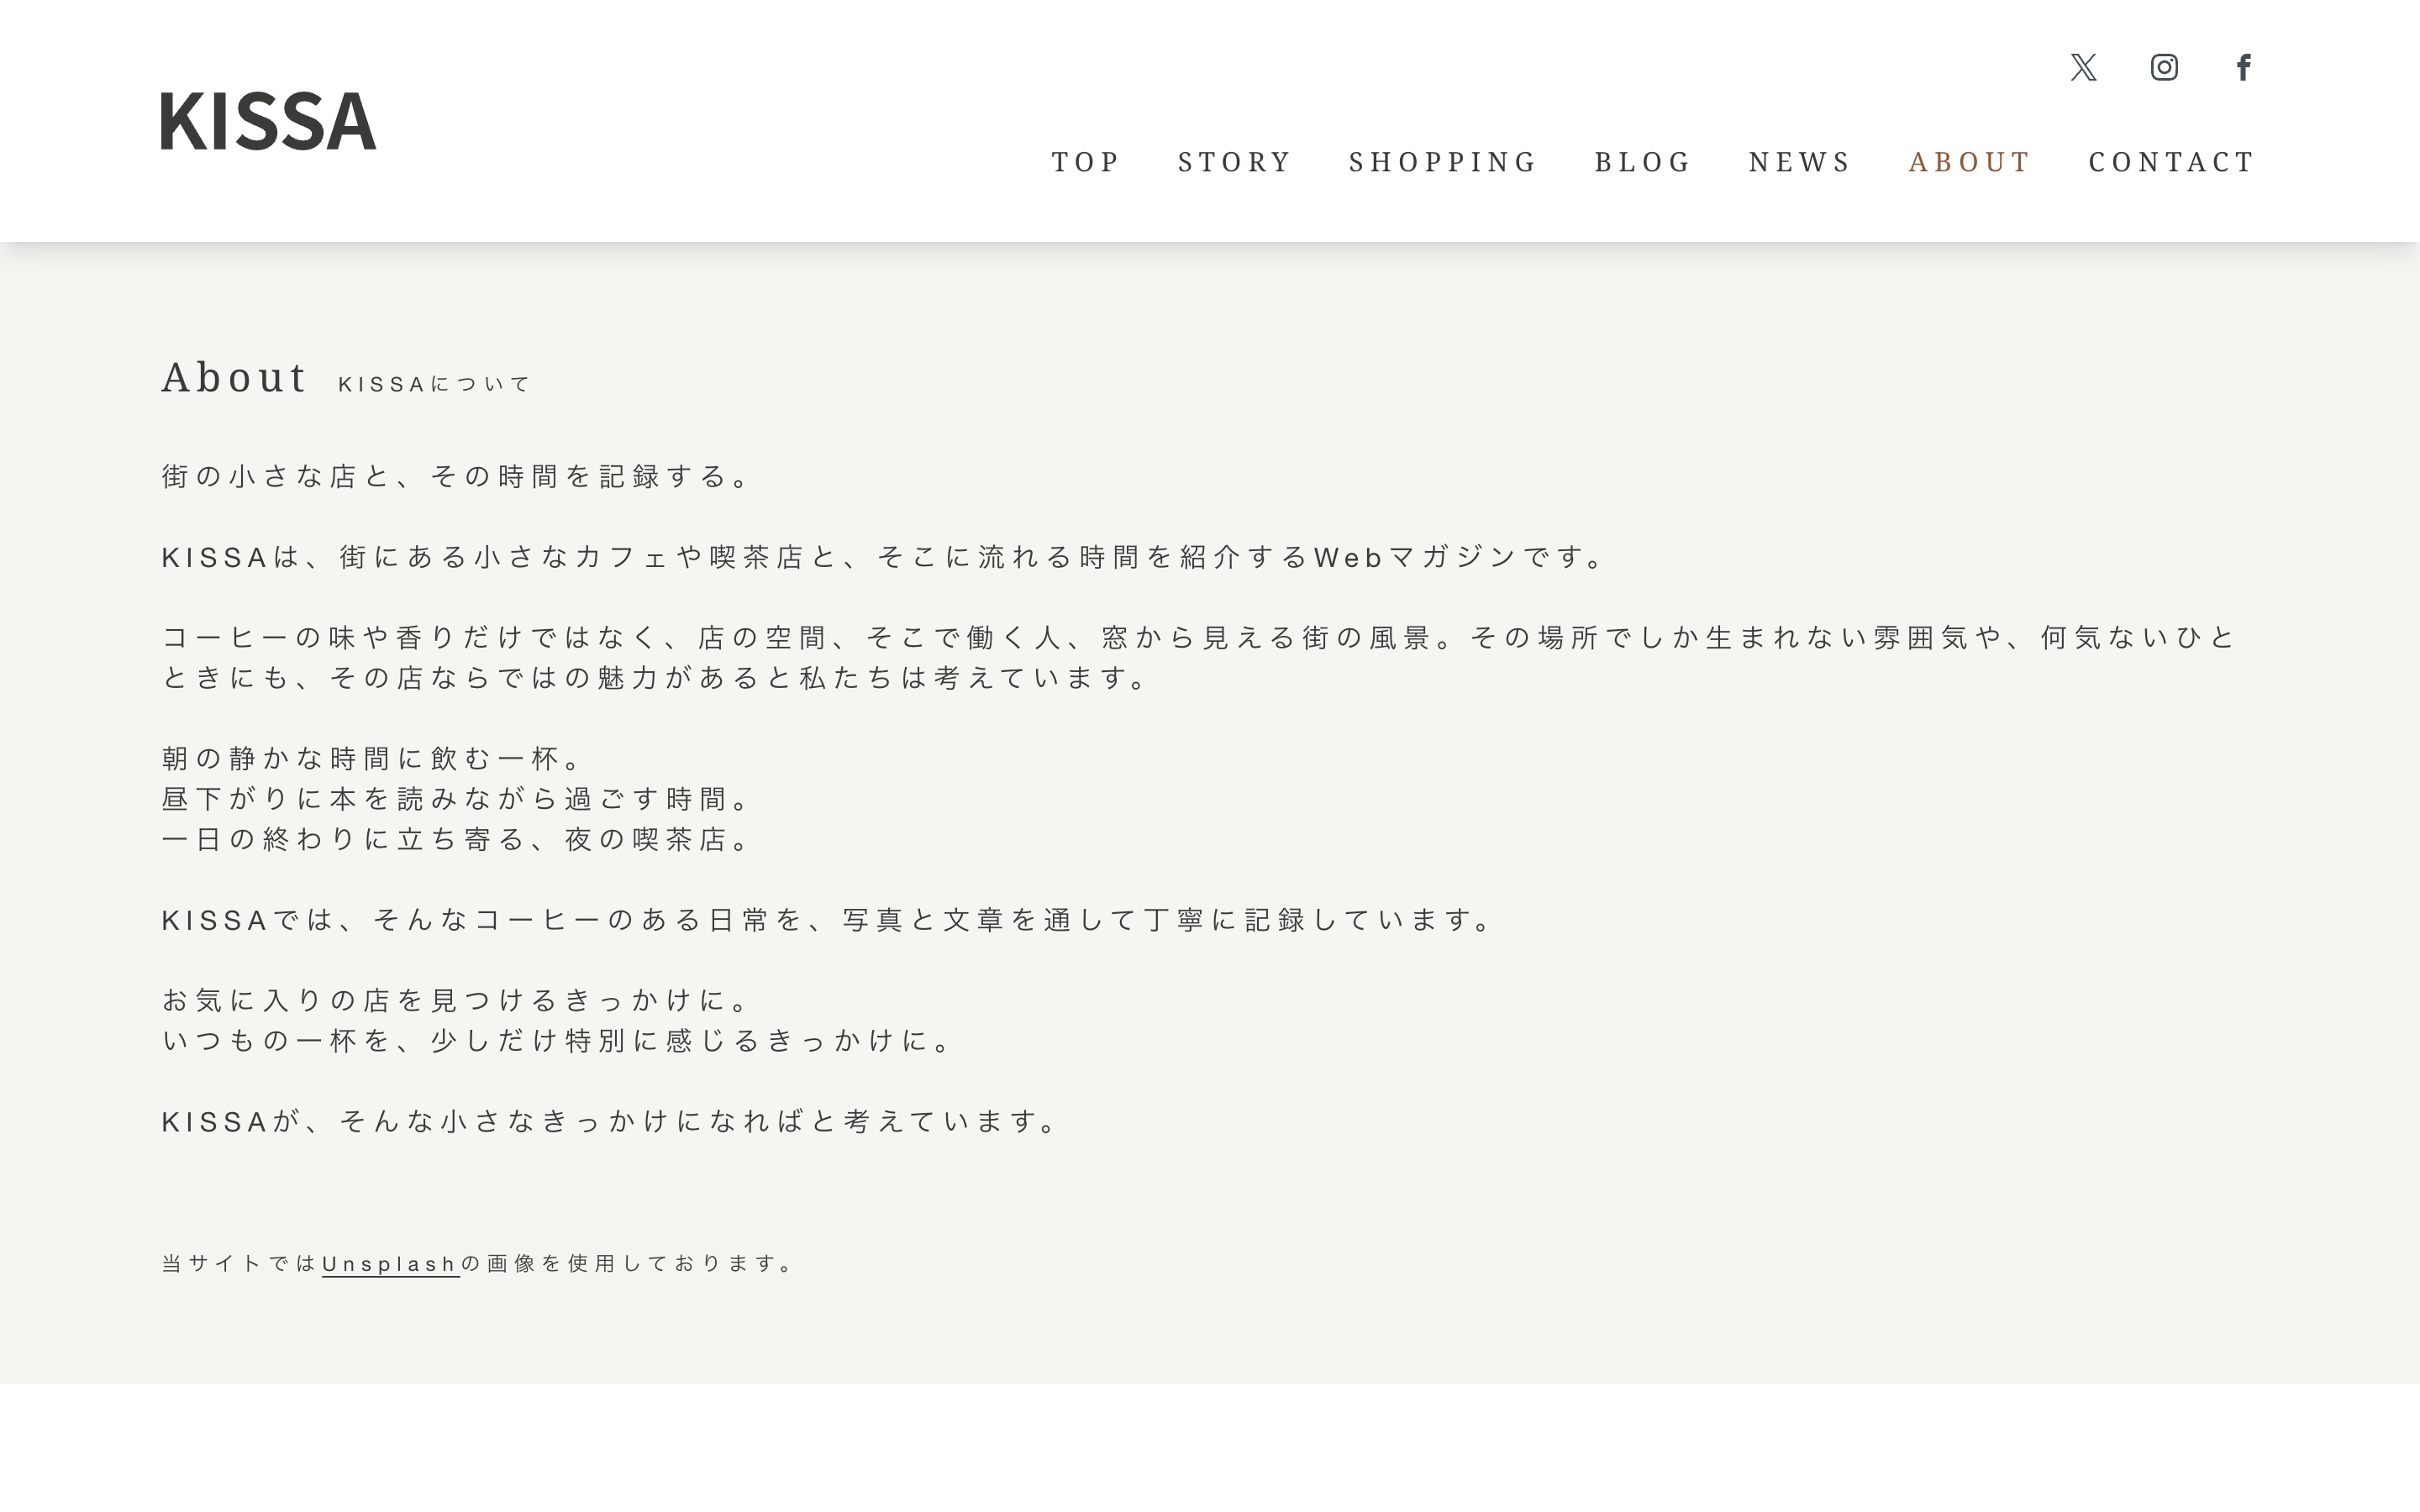 KISSA
TOP STORY SHOPPING BLOG NEWS ABOUT CONTACT
About KISSAについて
街の小さな店と、その時間を記録する。
KISSAは、街にある小さなカフェや喫茶店と、そこに流れる時間を紹介するWebマガジンです。
コーヒーの味や香りだけではなく、店の空間、そこで働く人、窓から見える街の風景。その場所でしか生まれない雰囲気や、何気ないひと
ときにも、その店ならではの魅力があると私たちは考えています。
朝の静かな時間に飲む一杯。
昼下がりに本を読みながら過ごす時間。
一日の終わりに立ち寄る、夜の喫茶店。
KISSAでは、そんなコーヒーのある日常を、写真と文章を通して丁寧に記録しています。
お気に入りの店を見つけるきっかけに。
いつもの一杯を、少しだけ特別に感じるきっかけに。
KISSAが、そんな小さなきっかけになればと考えています。
当サイトではUnsplashの画像を使用しております。